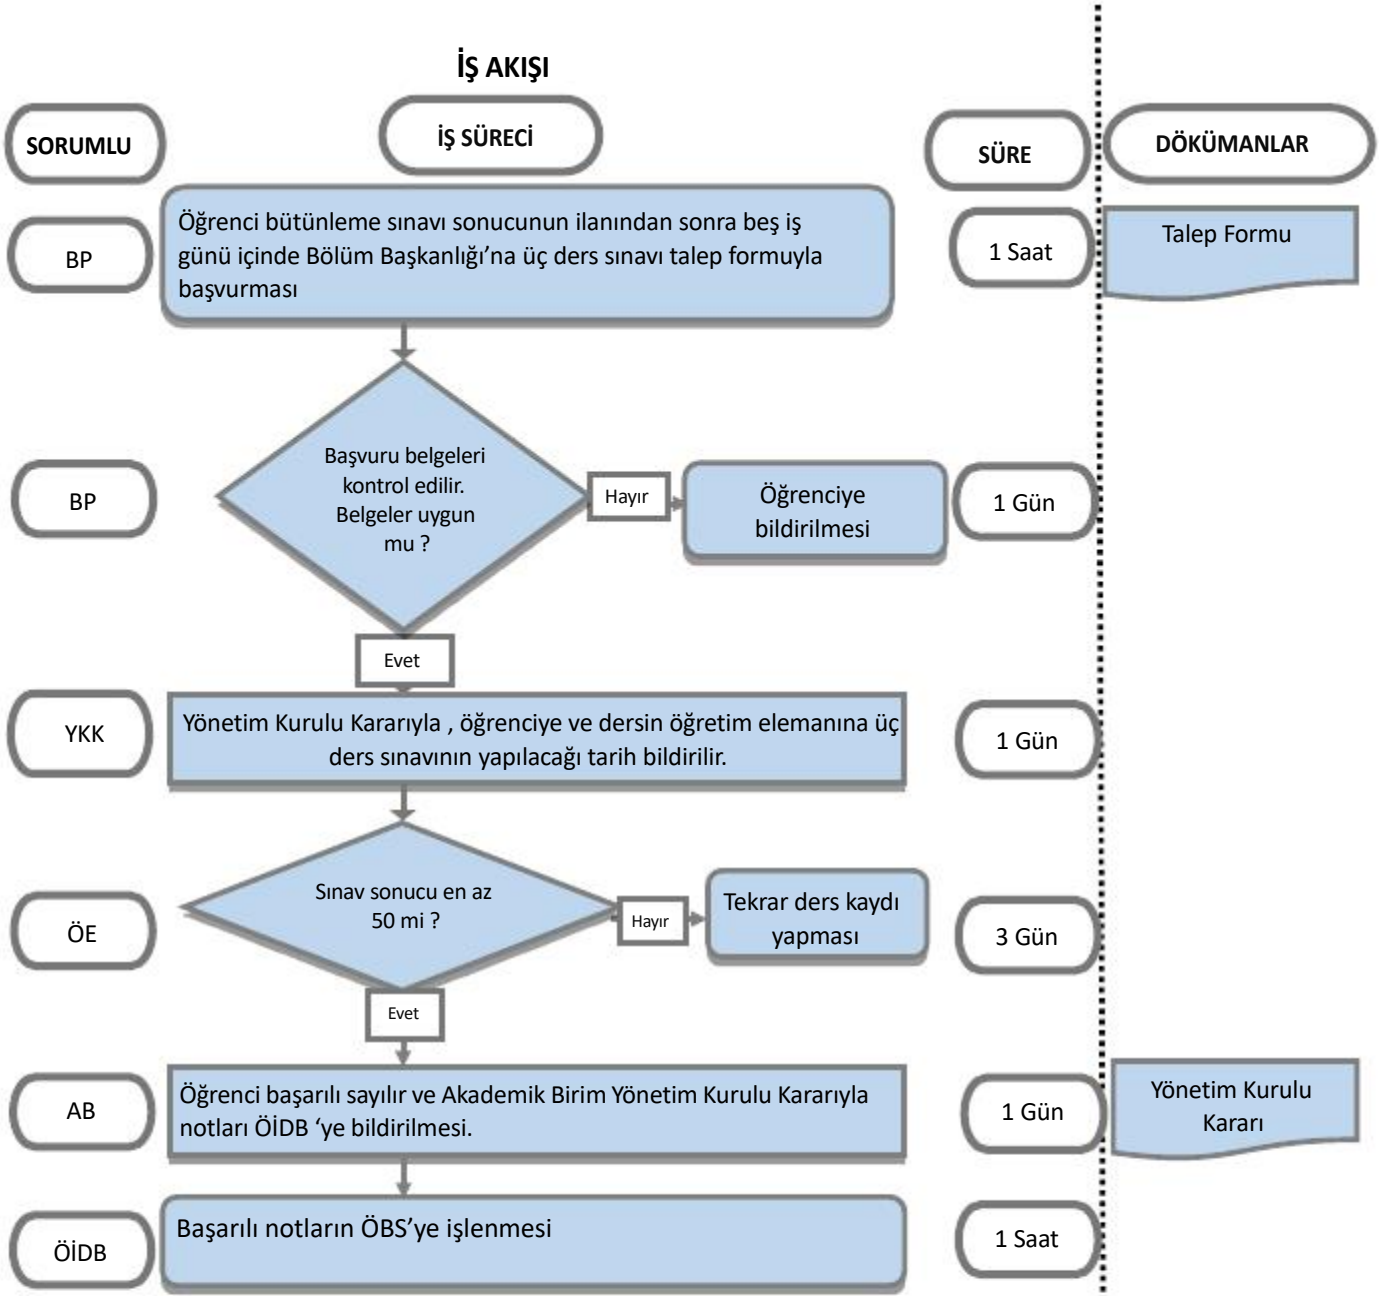 İŞ AKIŞI
SORUMLU
İŞ SÜRECİ
SÜRE
DÖKÜMANLAR
BP
Öğrenci bütünleme sınavı sonucunun ilanından sonra beş iş
günü içinde Bölüm Başkanlığı’na üç ders sınavı talep formuyla
başvurması
1 Saat
Talep Formu
BP
Başvuru belgeleri
kontrol edilir.
Belgeler uygun
mu ?
Hayır
Öğrenciye
bildirilmesi
1 Gün
Evet
YKK
Yönetim Kurulu Kararıyla , öğrenciye ve dersin öğretim elemanına üç
ders sınavının yapılacağı tarih bildirilir.
1 Gün
ÖE
Sınav sonucu en az
50 mi ?
Hayır
Tekrar ders kaydı
yapması
3 Gün
Evet
AB
Öğrenci başarılı sayılır ve Akademik Birim Yönetim Kurulu Kararıyla
notları ÖİDB ‘ye bildirilmesi.
1 Gün
Yönetim Kurulu
Kararı
ÖİDB
Başarılı notların ÖBS’ye işlenmesi
1 Saat